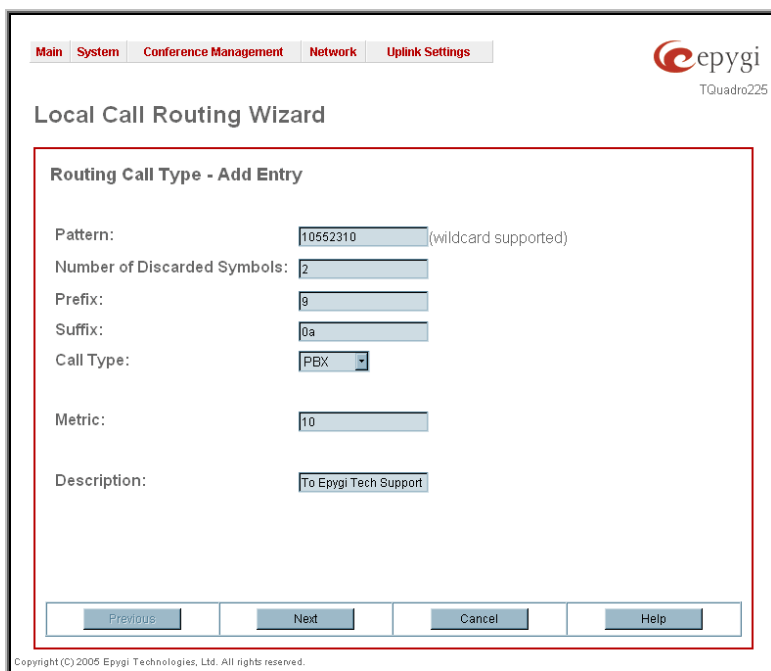 Main System Conference Management Network Uplink Settings
epygi
TQuadro225
Local Call Routing Wizard
Routing Call Type - Add Entry
Pattern: 10552310 (wildcard supported)
Number of Discarded Symbols: 2
Prefix: 9
Suffix: 0a
Call Type: PBX
Metric: 10
Description: To Epygi Tech Support
Previous Next Cancel Help
Copyright (C) 2005 Epygi Technologies, Ltd. All rights reserved.